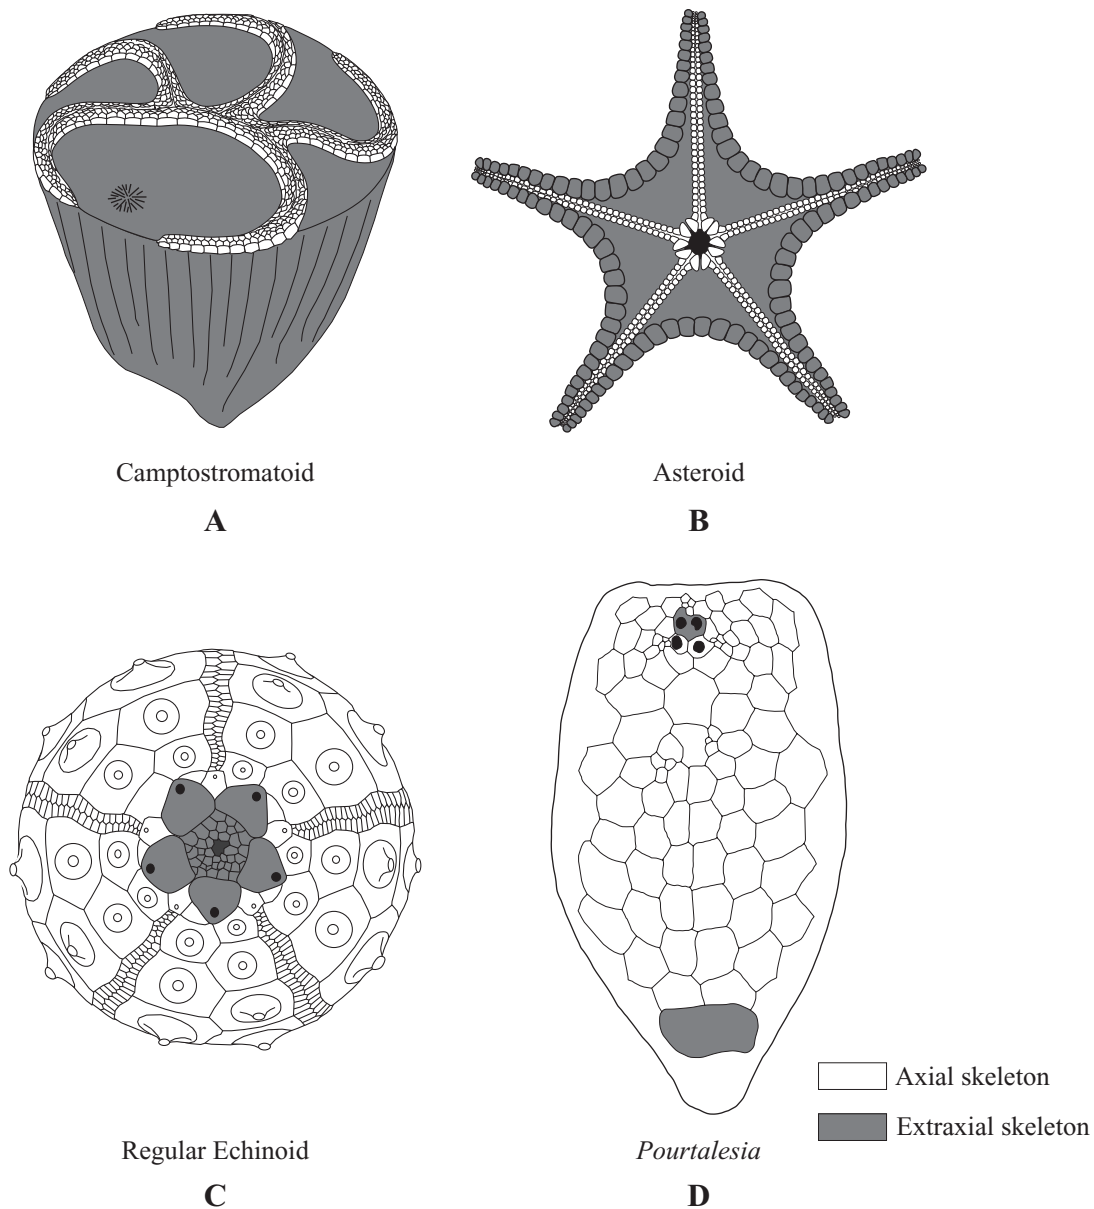 Camptostromatoid
Asteroid
A
B
Axial skeleton
Extraxial skeleton
Regular Echinoid
Pourtalesia
C
D